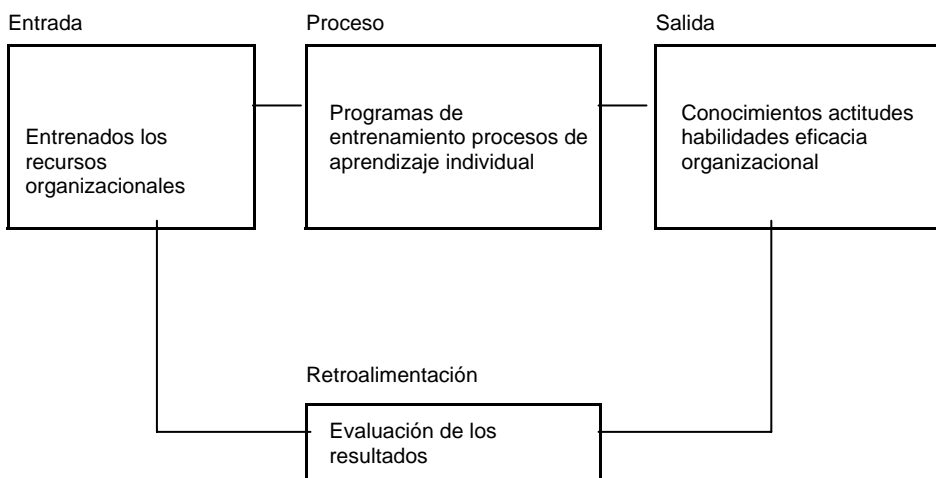 Entrada
Proceso
Salida
Entrenados los
recursos
organizacionales
Programas de
entrenamiento procesos de
aprendizaje individual
Conocimientos actitudes
habilidades eficacia
organizacional
Retroalimentación
Evaluación de los
resultados